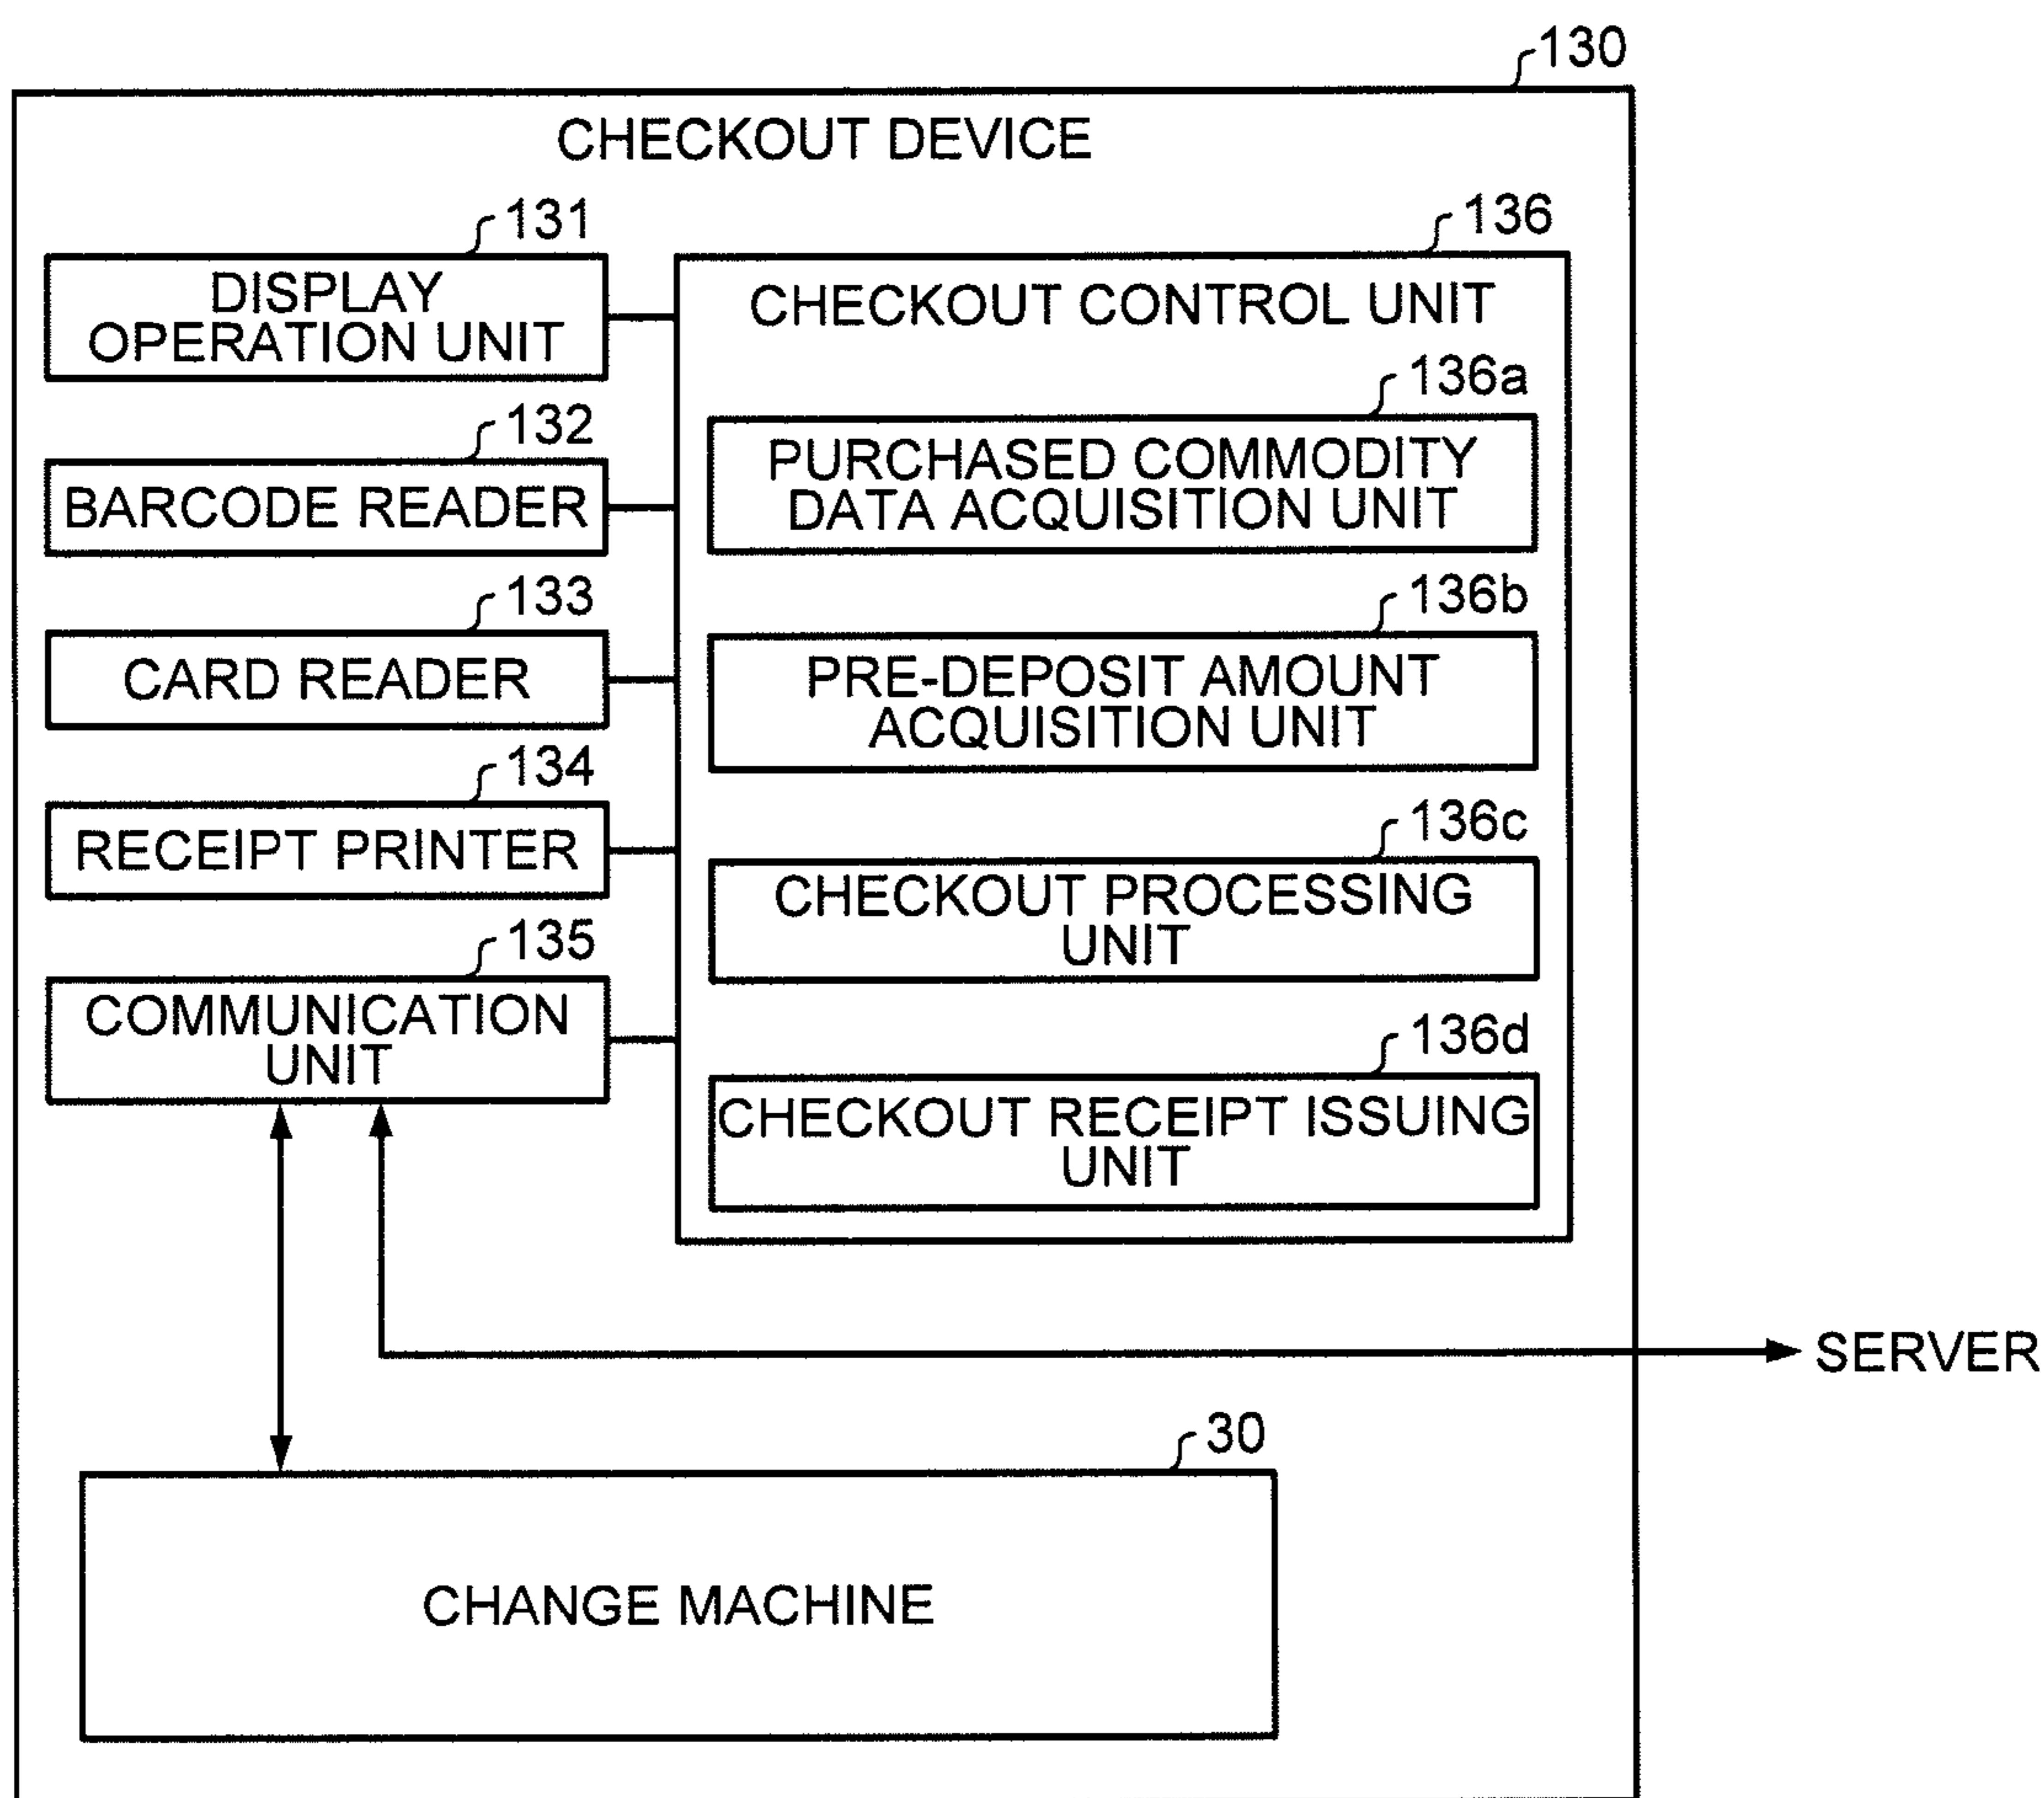 130
CHECKOUT DEVICE
131
DISPLAY
OPERATION UNIT
132
BARCODE READER
133
CARD READER
134
RECEIPT PRINTER
135
COMMUNICATION
UNIT
136
CHECKOUT CONTROL UNIT
136a
PURCHASED COMMODITY
DATA ACQUISITION UNIT
136b
PRE-DEPOSIT AMOUNT
ACQUISITION UNIT
136c
CHECKOUT PROCESSING
UNIT
136d
CHECKOUT RECEIPT ISSUING
UNIT
SERVER
30
CHANGE MACHINE